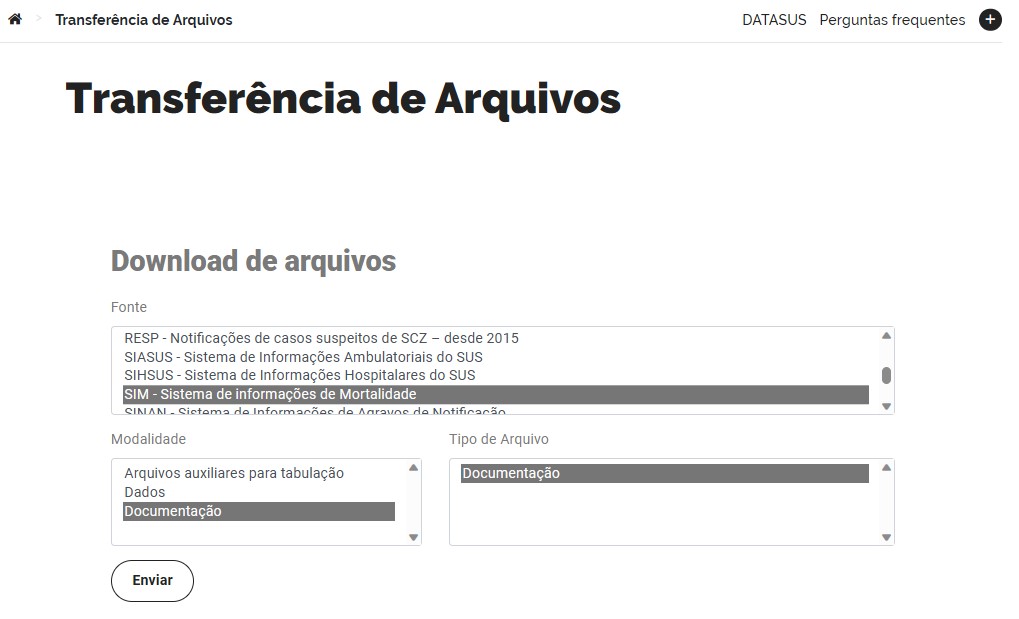 Transferência de Arquivos
DATASUS Perguntas frequentes
Transferência de Arquivos
Download de arquivos
Fonte
RESP - Notificações de casos suspeitos de SCZ – desde 2015
SIASUS - Sistema de Informações Ambulatoriais do SUS
SIHSUS - Sistema de Informações Hospitalares do SUS
SIM - Sistema de informações de Mortalidade
SINAN - Sistema de Informações de Agravos de Notificação
Modalidade
Arquivos auxiliares para tabulação
Dados
Documentação
Tipo de Arquivo
Documentação
Enviar